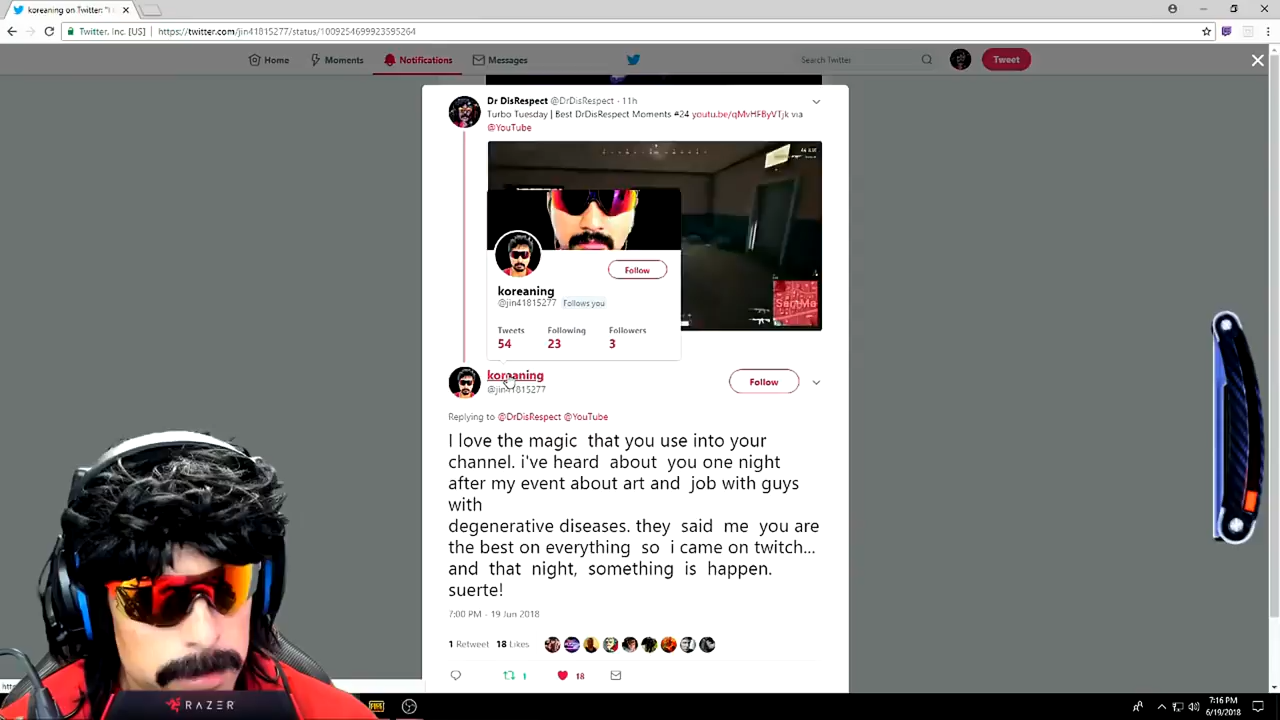 koreaning on Twitter: "I
Twitter, Inc. [US] https://twitter.com/jin41815277/status/1009254699923595264
Home Moments Notifications Messages Search Twitter Tweet
Dr DisRespect @DrDisRespect · 11h
Turbo Tuesday | Best DrDisRespect Moments #24 youtu.be/qMvHFByVTjk via
@YouTube
Follow
koreaning
@jin41815277 Follows you
Tweets Following Followers
54 23 3
koreaning
@jin41815277
Follow
Replying to @DrDisRespect @YouTube
I love the magic that you use into your
channel. i've heard about you one night
after my event about art and job with guys
with
degenerative diseases. they said me you are
the best on everything so i came on twitch...
and that night, something is happen.
suerte!
7:00 PM - 19 Jun 2018
1 Retweet 18 Likes
1 18
RAZER
7:16 PM
6/19/2018